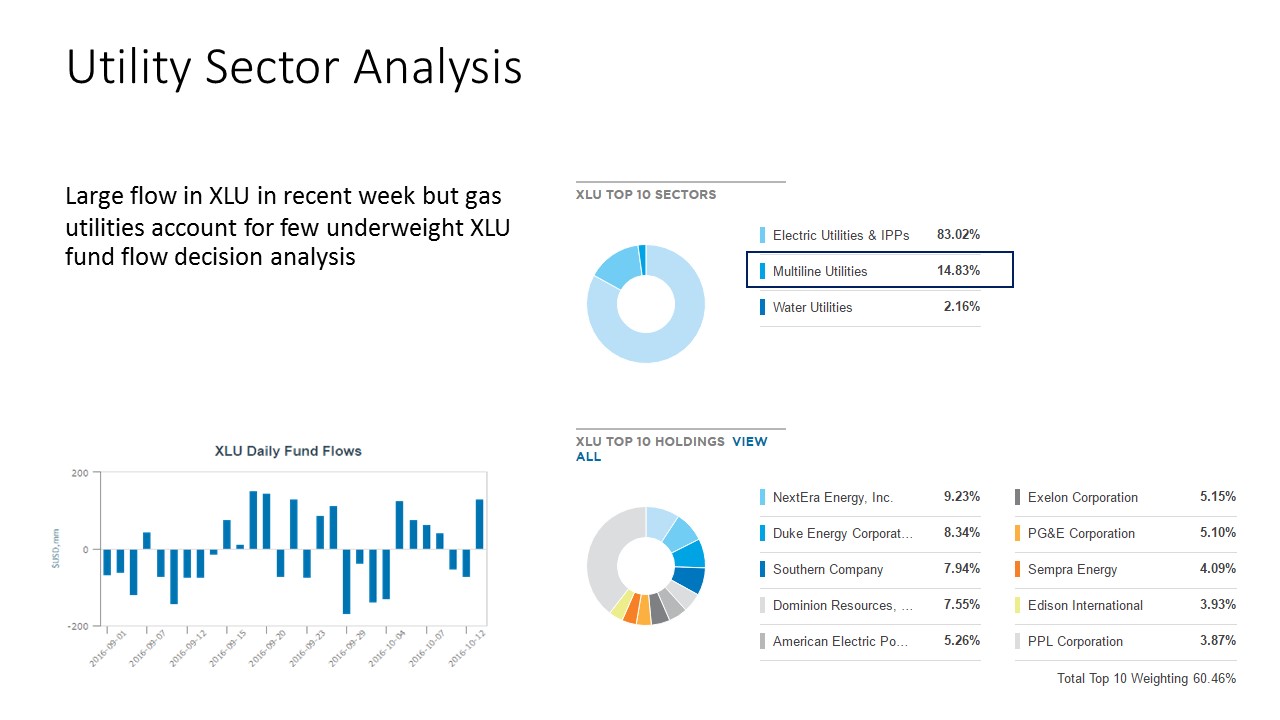 Utility Sector Analysis
Large flow in XLU in recent week but gas
utilities account for few underweight XLU
fund flow decision analysis
XLU TOP 10 SECTORS
Electric Utilities & IPPs 83.02%
Multiline Utilities 14.83%
Water Utilities 2.16%
XLU Daily Fund Flows
200
0
-200
$USD,mm
2016-09-01
2016-09-07
2016-09-12
2016-09-15
2016-09-20
2016-09-23
2016-09-29
2016-10-04
2016-10-07
2016-10-12
XLU TOP 10 HOLDINGS VIEW
ALL
NextEra Energy, Inc. 9.23%
Duke Energy Corporat... 8.34%
Southern Company 7.94%
Dominion Resources, ... 7.55%
American Electric Po... 5.26%
Exelon Corporation 5.15%
PG&E Corporation 5.10%
Sempra Energy 4.09%
Edison International 3.93%
PPL Corporation 3.87%
Total Top 10 Weighting 60.46%